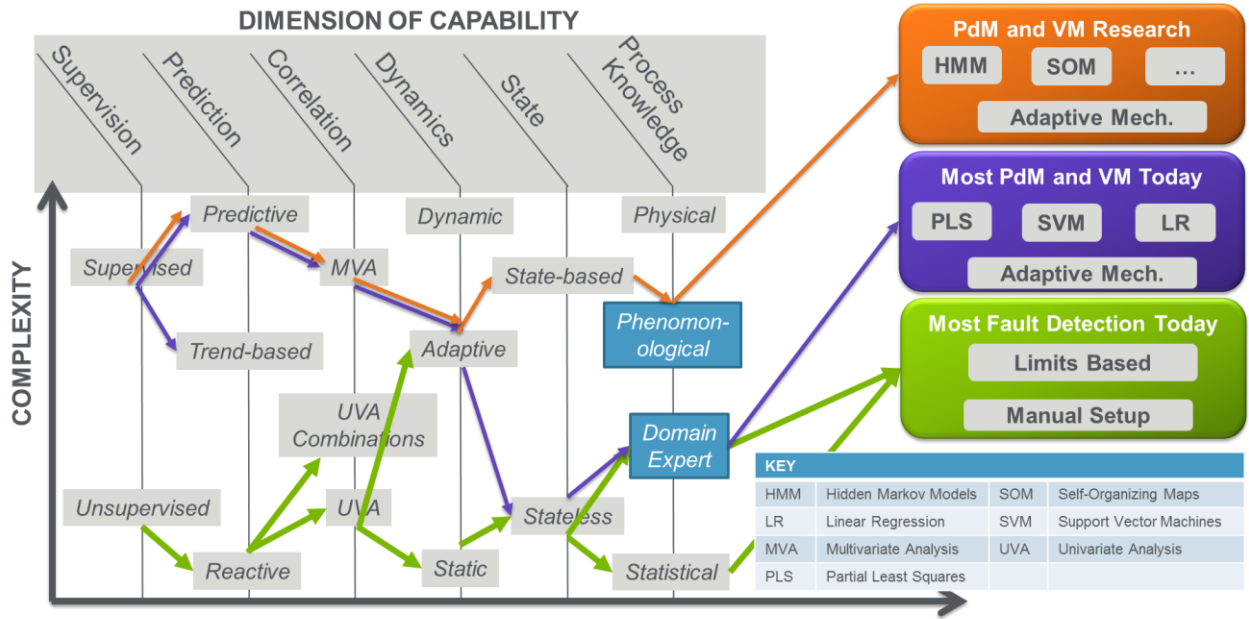 DIMENSION OF CAPABILITY
Supervision
Prediction
Correlation
Dynamics
State
Process
Knowledge
COMPLEXITY
Predictive
Dynamic
Physical
Supervised
MVA
State-based
Trend-based
Adaptive
Phenomon-
ological
UVA
Combinations
Domain
Expert
Unsupervised
UVA
Stateless
Reactive
Static
Statistical
PdM and VM Research
HMM SOM ...
Adaptive Mech.
Most PdM and VM Today
PLS SVM LR
Adaptive Mech.
Most Fault Detection Today
Limits Based
Manual Setup
KEY
HMM Hidden Markov Models SOM Self-Organizing Maps
LR Linear Regression SVM Support Vector Machines
MVA Multivariate Analysis UVA Univariate Analysis
PLS Partial Least Squares